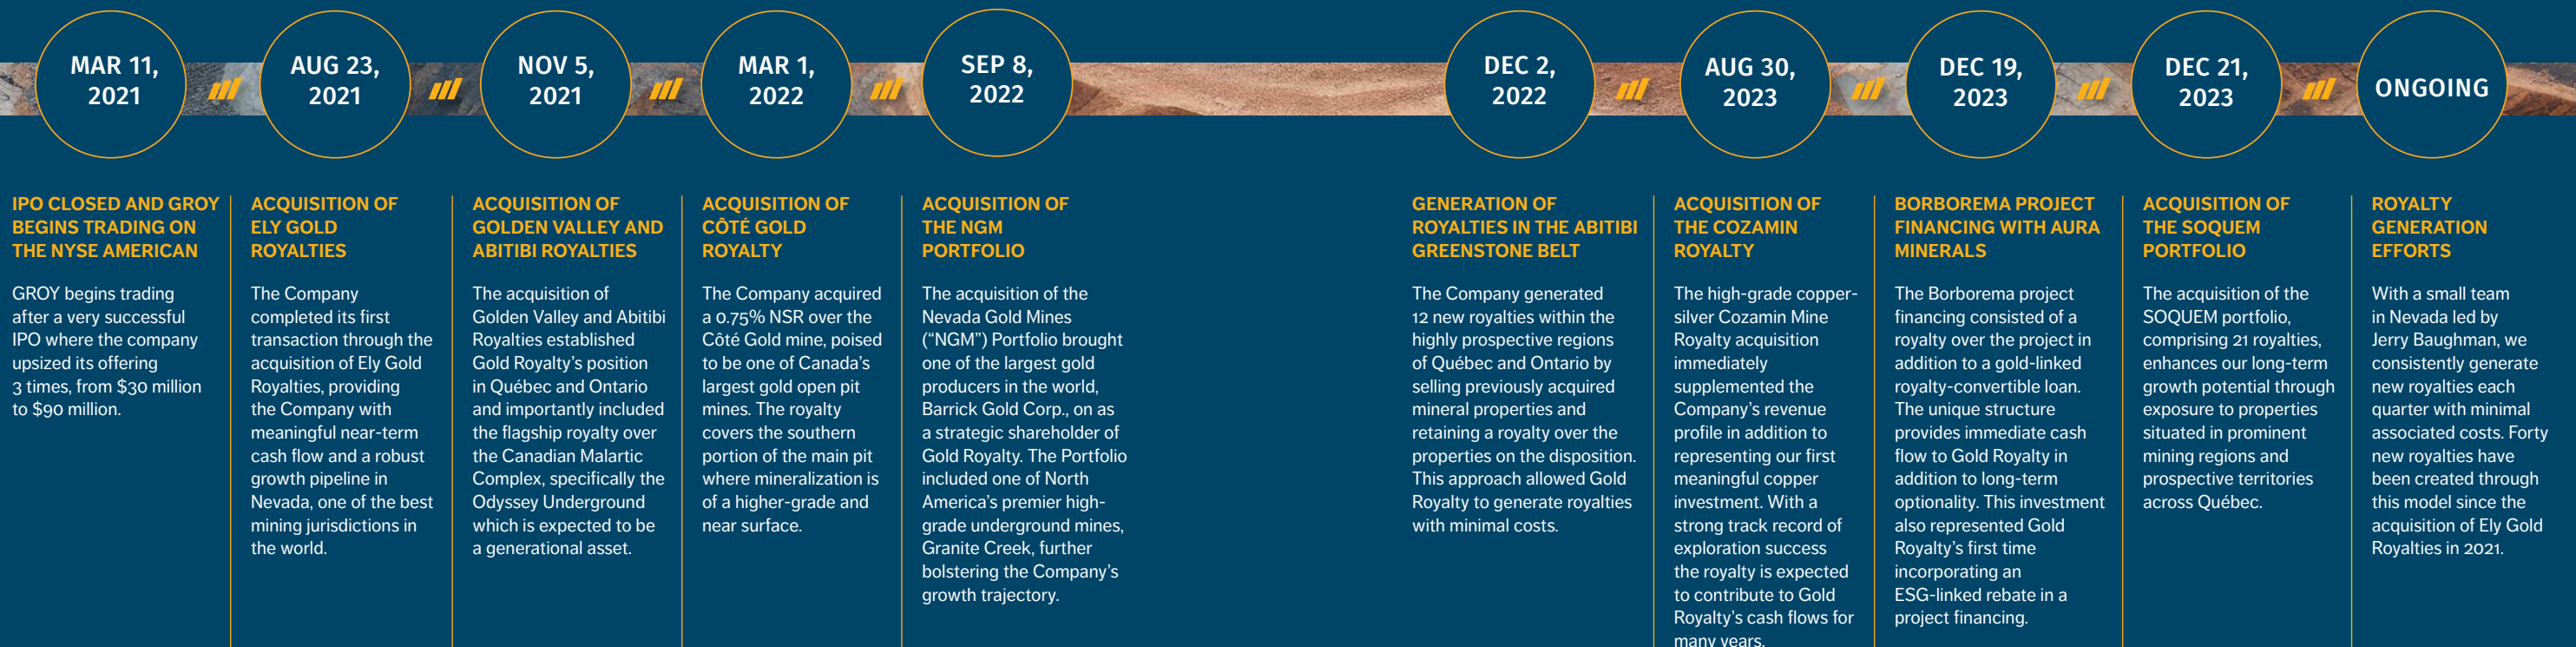 MAR 11,
2021
AUG 23,
2021
NOV 5,
2021
MAR 1,
2022
SEP 8,
2022
DEC 2,
2022
AUG 30,
2023
DEC 19,
2023
DEC 21,
2023
ONGOING
IPO CLOSED AND GROY
BEGINS TRADING ON
THE NYSE AMERICAN
GROY begins trading
after a very successful
IPO where the company
upsized its offering
3 times, from $30 million
to $90 million.
ACQUISITION OF
ELY GOLD
ROYALTIES
The Company
completed its first
transaction through the
acquisition of Ely Gold
Royalties, providing
the Company with
meaningful near-term
cash flow and a robust
growth pipeline in
Nevada, one of the best
mining jurisdictions in
the world.
ACQUISITION OF
GOLDEN VALLEY AND
ABITIBI ROYALTIES
The acquisition of
Golden Valley and Abitibi
Royalties established
Gold Royalty's position
in Québec and Ontario
and importantly included
the flagship royalty over
the Canadian Malartic
Complex, specifically the
Odyssey Underground
which is expected to be
a generational asset.
ACQUISITION OF
CÔTÉ GOLD
ROYALTY
The Company acquired
a 0.75% NSR over the
Côté Gold mine, poised
to be one of Canada's
largest gold open pit
mines. The royalty
covers the southern
portion of the main pit
where mineralization is
of a higher-grade and
near surface.
ACQUISITION OF
THE NGM
PORTFOLIO
The acquisition of the
Nevada Gold Mines
("NGM") Portfolio brought
one of the largest gold
producers in the world,
Barrick Gold Corp., on as
a strategic shareholder of
Gold Royalty. The Portfolio
included one of North
America's premier high-
grade underground mines,
Granite Creek, further
bolstering the Company's
growth trajectory.
GENERATION OF
ROYALTIES IN THE ABITIBI
GREENSTONE BELT
The Company generated
12 new royalties within the
highly prospective regions
of Québec and Ontario by
selling previously acquired
mineral properties and
retaining a royalty over the
properties on the disposition.
This approach allowed Gold
Royalty to generate royalties
with minimal costs.
ACQUISITION OF
THE COZAMIN
ROYALTY
The high-grade copper-
silver Cozamin Mine
Royalty acquisition
immediately
supplemented the
Company's revenue
profile in addition to
representing our first
meaningful copper
investment. With a
strong track record of
exploration success
the royalty is expected
to contribute to Gold
Royalty's cash flows for
many years.
BORBOREMA PROJECT
FINANCING WITH AURA
MINERALS
The Borborema project
financing consisted of a
royalty over the project in
addition to a gold-linked
royalty-convertible loan.
The unique structure
provides immediate cash
flow to Gold Royalty in
addition to long-term
optionality. This investment
also represented Gold
Royalty's first time
incorporating an
ESG-linked rebate in a
project financing.
ACQUISITION OF
THE SOQUEM
PORTFOLIO
The acquisition of the
SOQUEM portfolio,
comprising 21 royalties,
enhances our long-term
growth potential through
exposure to properties
situated in prominent
mining regions and
prospective territories
across Québec.
ROYALTY
GENERATION
EFFORTS
With a small team
in Nevada led by
Jerry Baughman, we
consistently generate
new royalties each
quarter with minimal
associated costs. Forty
new royalties have
been created through
this model since the
acquisition of Ely Gold
Royalties in 2021.